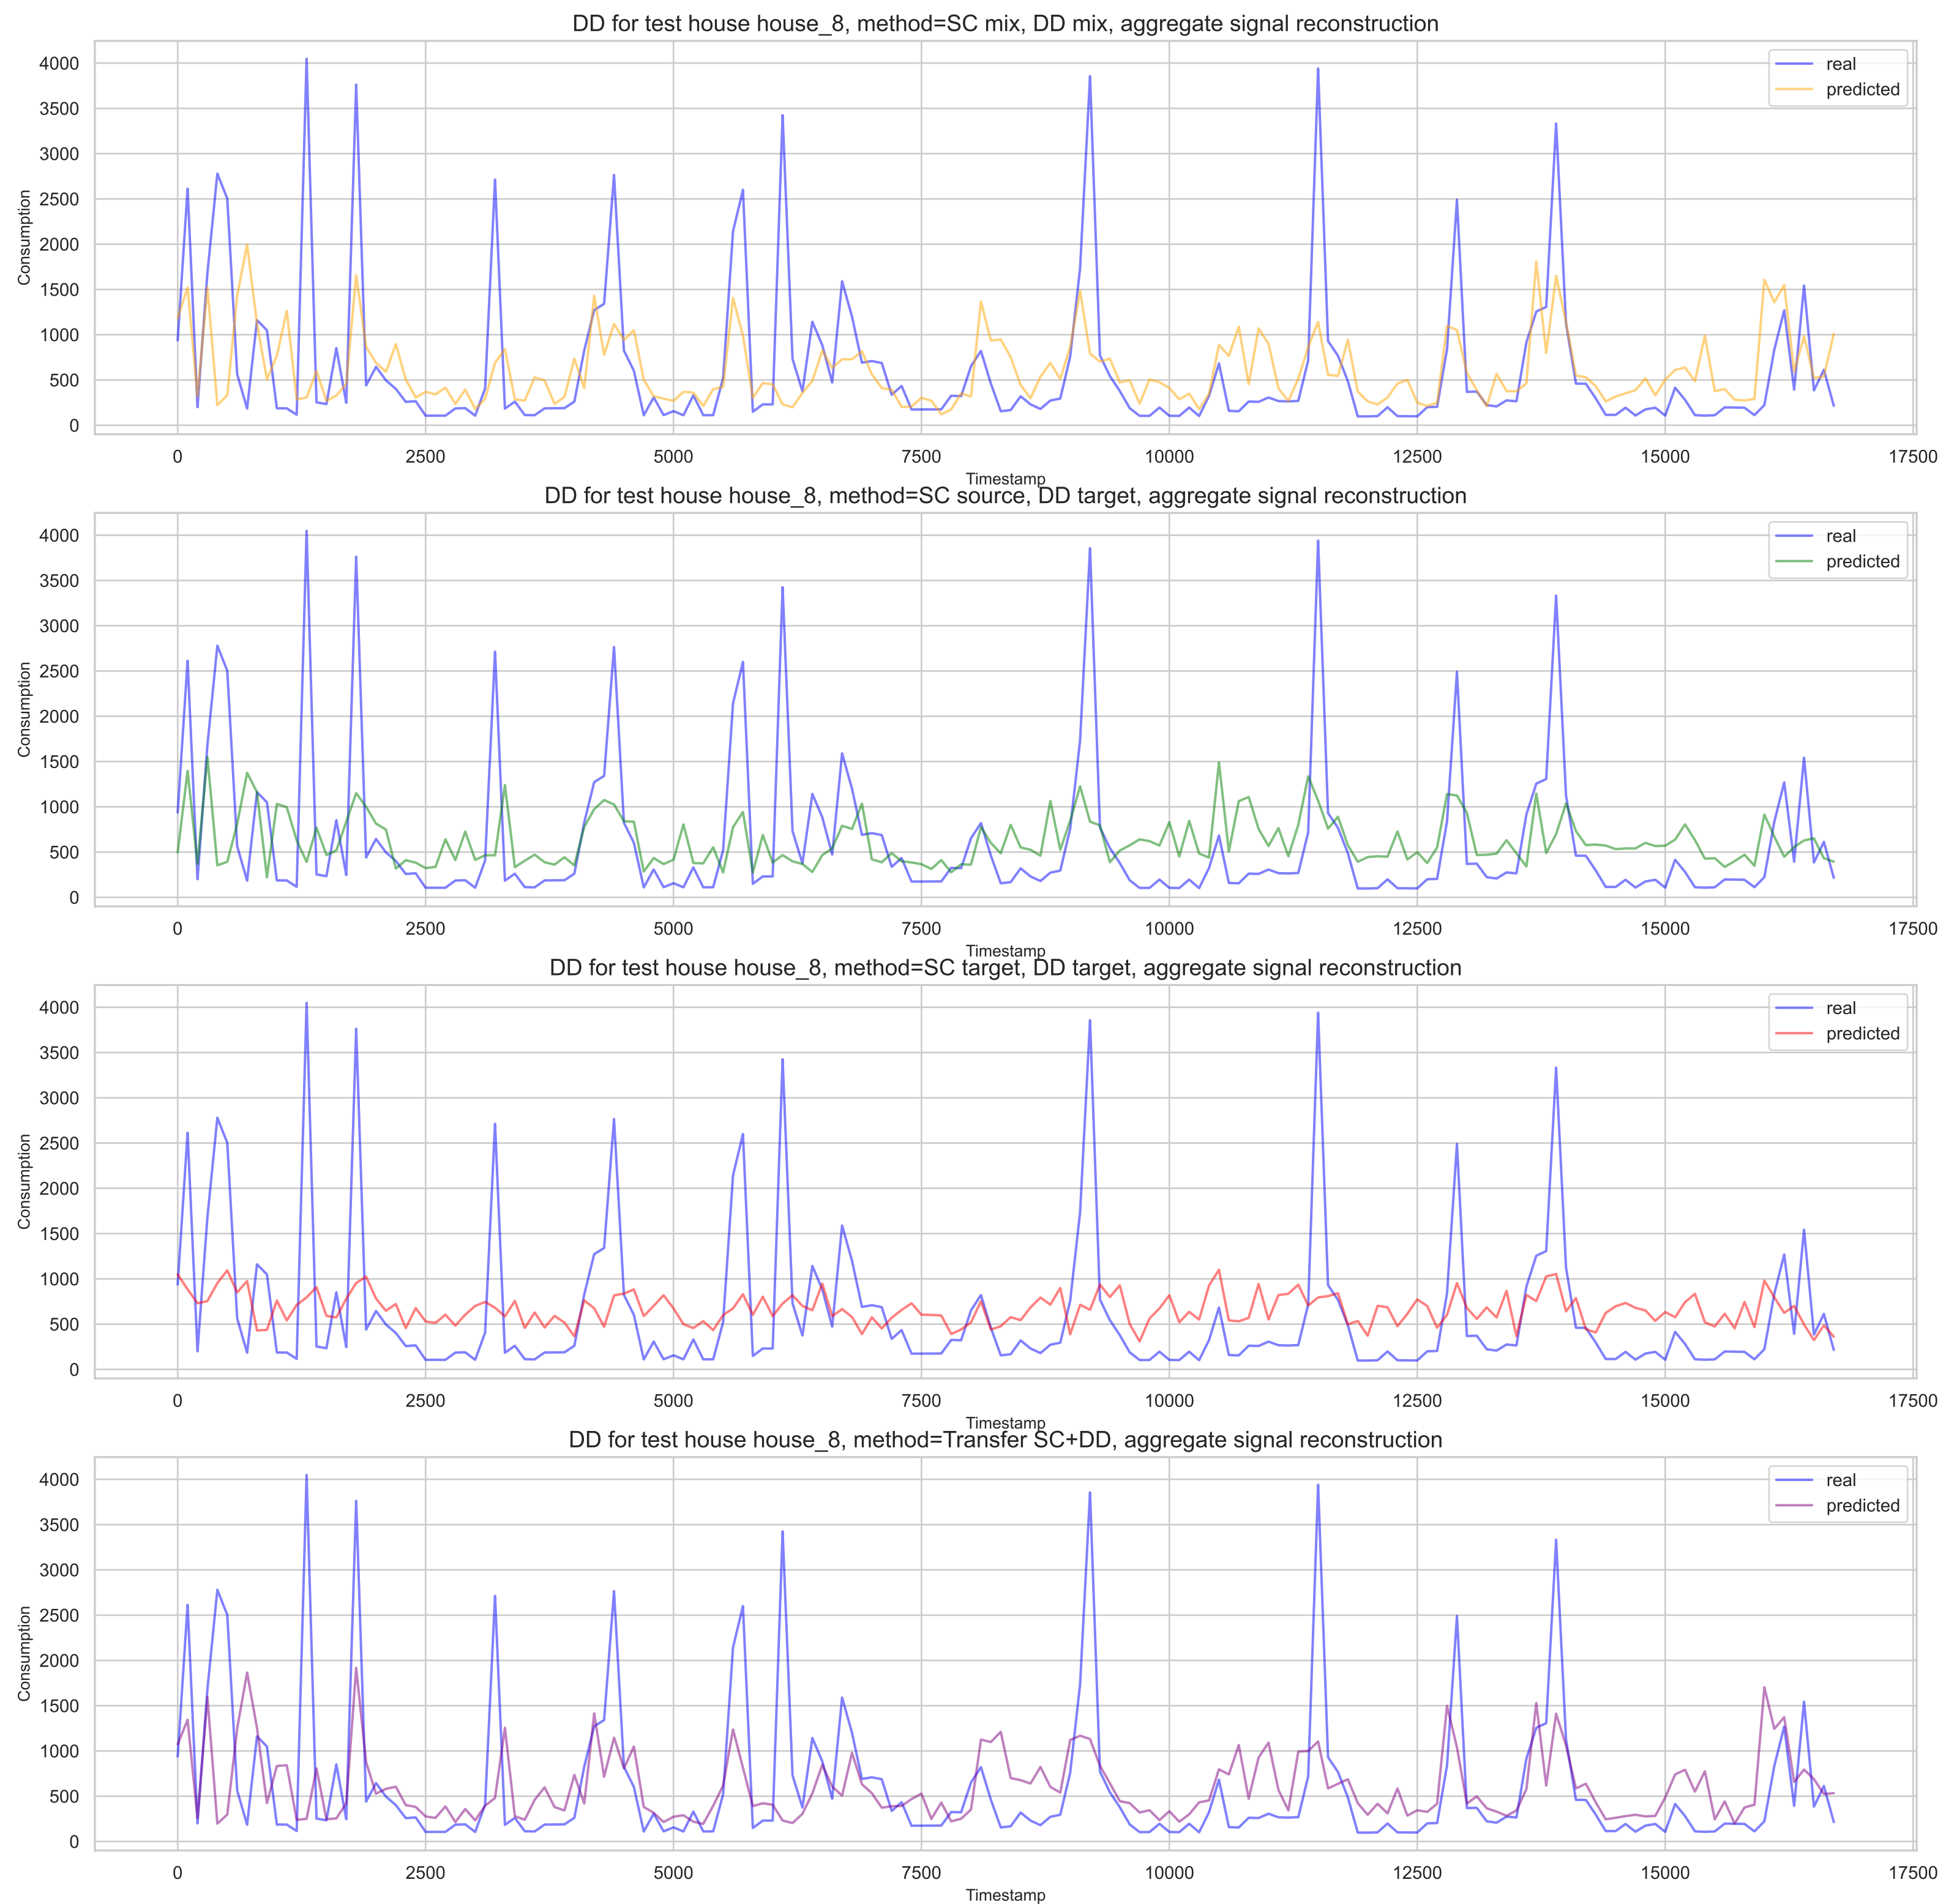 DD for test house house_8, method=SC mix, DD mix, aggregate signal reconstruction
4000
3500
3000
2500
2000
1500
1000
500
0
Consumption
real
predicted
0 2500 5000 7500 10000 12500 15000 17500
Timestamp
DD for test house house_8, method=SC source, DD target, aggregate signal reconstruction
4000
3500
3000
2500
2000
1500
1000
500
0
Consumption
real
predicted
0 2500 5000 7500 10000 12500 15000 17500
Timestamp
DD for test house house_8, method=SC target, DD target, aggregate signal reconstruction
4000
3500
3000
2500
2000
1500
1000
500
0
Consumption
real
predicted
0 2500 5000 7500 10000 12500 15000 17500
Timestamp
DD for test house house_8, method=Transfer SC+DD, aggregate signal reconstruction
4000
3500
3000
2500
2000
1500
1000
500
0
Consumption
real
predicted
0 2500 5000 7500 10000 12500 15000 17500
Timestamp